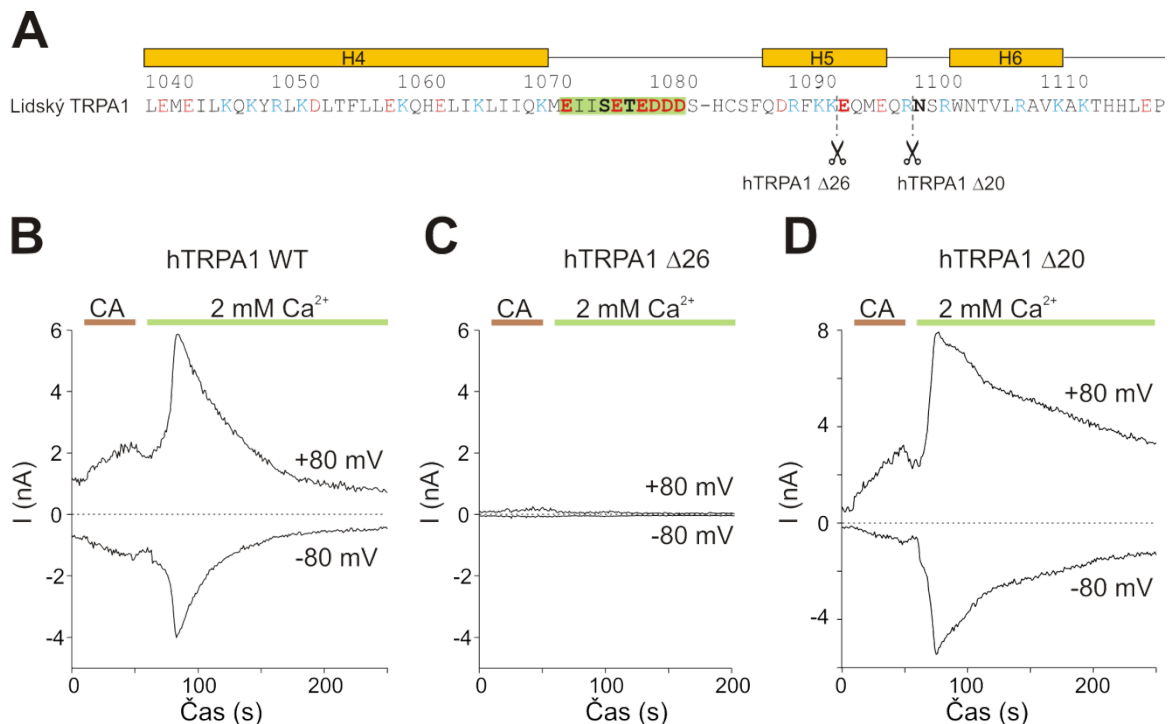 A
H4 H5 H6
1040 1050 1060 1070 1080 1092 1100 1110
Lidský TRPA1 LEMEILKQKYRLKDLTFLLEKQHELIKLIIQKMEIISETEDDDS-HCSFQDRFKKEQMEQRNSRWNTVLRAVKAKTHHLEP
hTRPA1 Δ26 hTRPA1 Δ20
B
hTRPA1 WT
CA 2 mM Ca²⁺
6
4
2
0
-2
-4
I (nA)
+80 mV
-80 mV
0 100 200
Čas (s)
C
hTRPA1 Δ26
CA 2 mM Ca²⁺
6
4
2
0
-2
-4
I (nA)
+80 mV
-80 mV
0 100 200
Čas (s)
D
hTRPA1 Δ20
CA 2 mM Ca²⁺
8
4
0
-4
I (nA)
+80 mV
-80 mV
0 100 200
Čas (s)